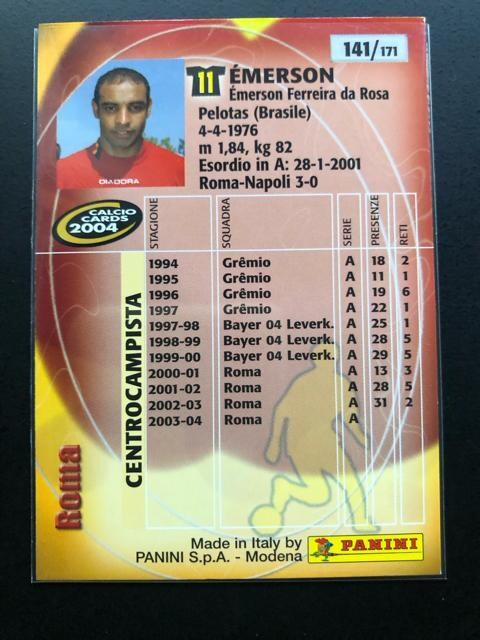 141/171
11 ÉMERSON
Émerson Ferreira da Rosa
Pelotas (Brasile)
4-4-1976
m 1,84, kg 82
Esordio in A: 28-1-2001
Roma-Napoli 3-0
DIADORA
CALCIO
CARDS
2004
STAGIONE SQUADRA SERIE PRESENZE RETI
1994 Grêmio A 18 2
1995 Grêmio A 11 1
1996 Grêmio A 19 6
1997 Grêmio A 22 1
1997-98 Bayer 04 Leverk. A 25 1
1998-99 Bayer 04 Leverk. A 28 5
1999-00 Bayer 04 Leverk. A 29 5
2000-01 Roma A 13 3
2001-02 Roma A 28 5
2002-03 Roma A 31 2
2003-04 Roma A
CENTROCAMPISTA
Roma
Made in Italy by
PANINI S.p.A. - Modena
PANINI